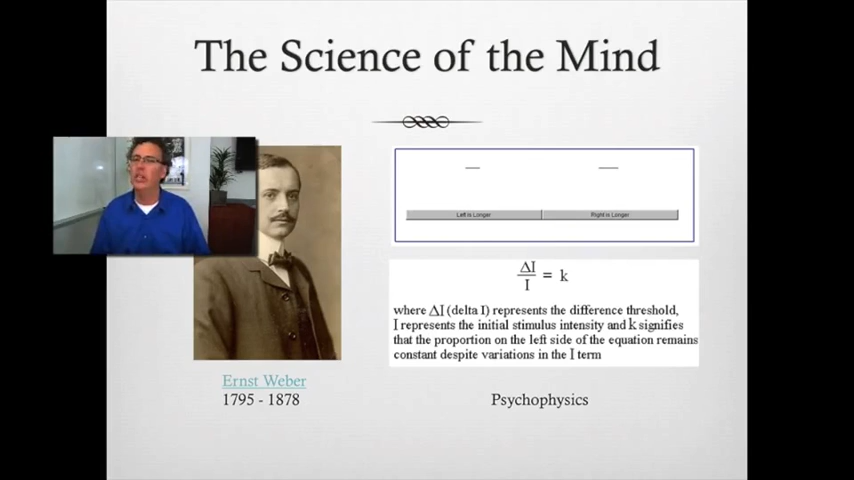 The Science of the Mind
Left is Longer
Right is Longer
ΔI
I
= k
where ΔI (delta I) represents the difference threshold,
I represents the initial stimulus intensity and k signifies
that the proportion on the left side of the equation remains
constant despite variations in the I term
Ernst Weber
1795 - 1878
Psychophysics